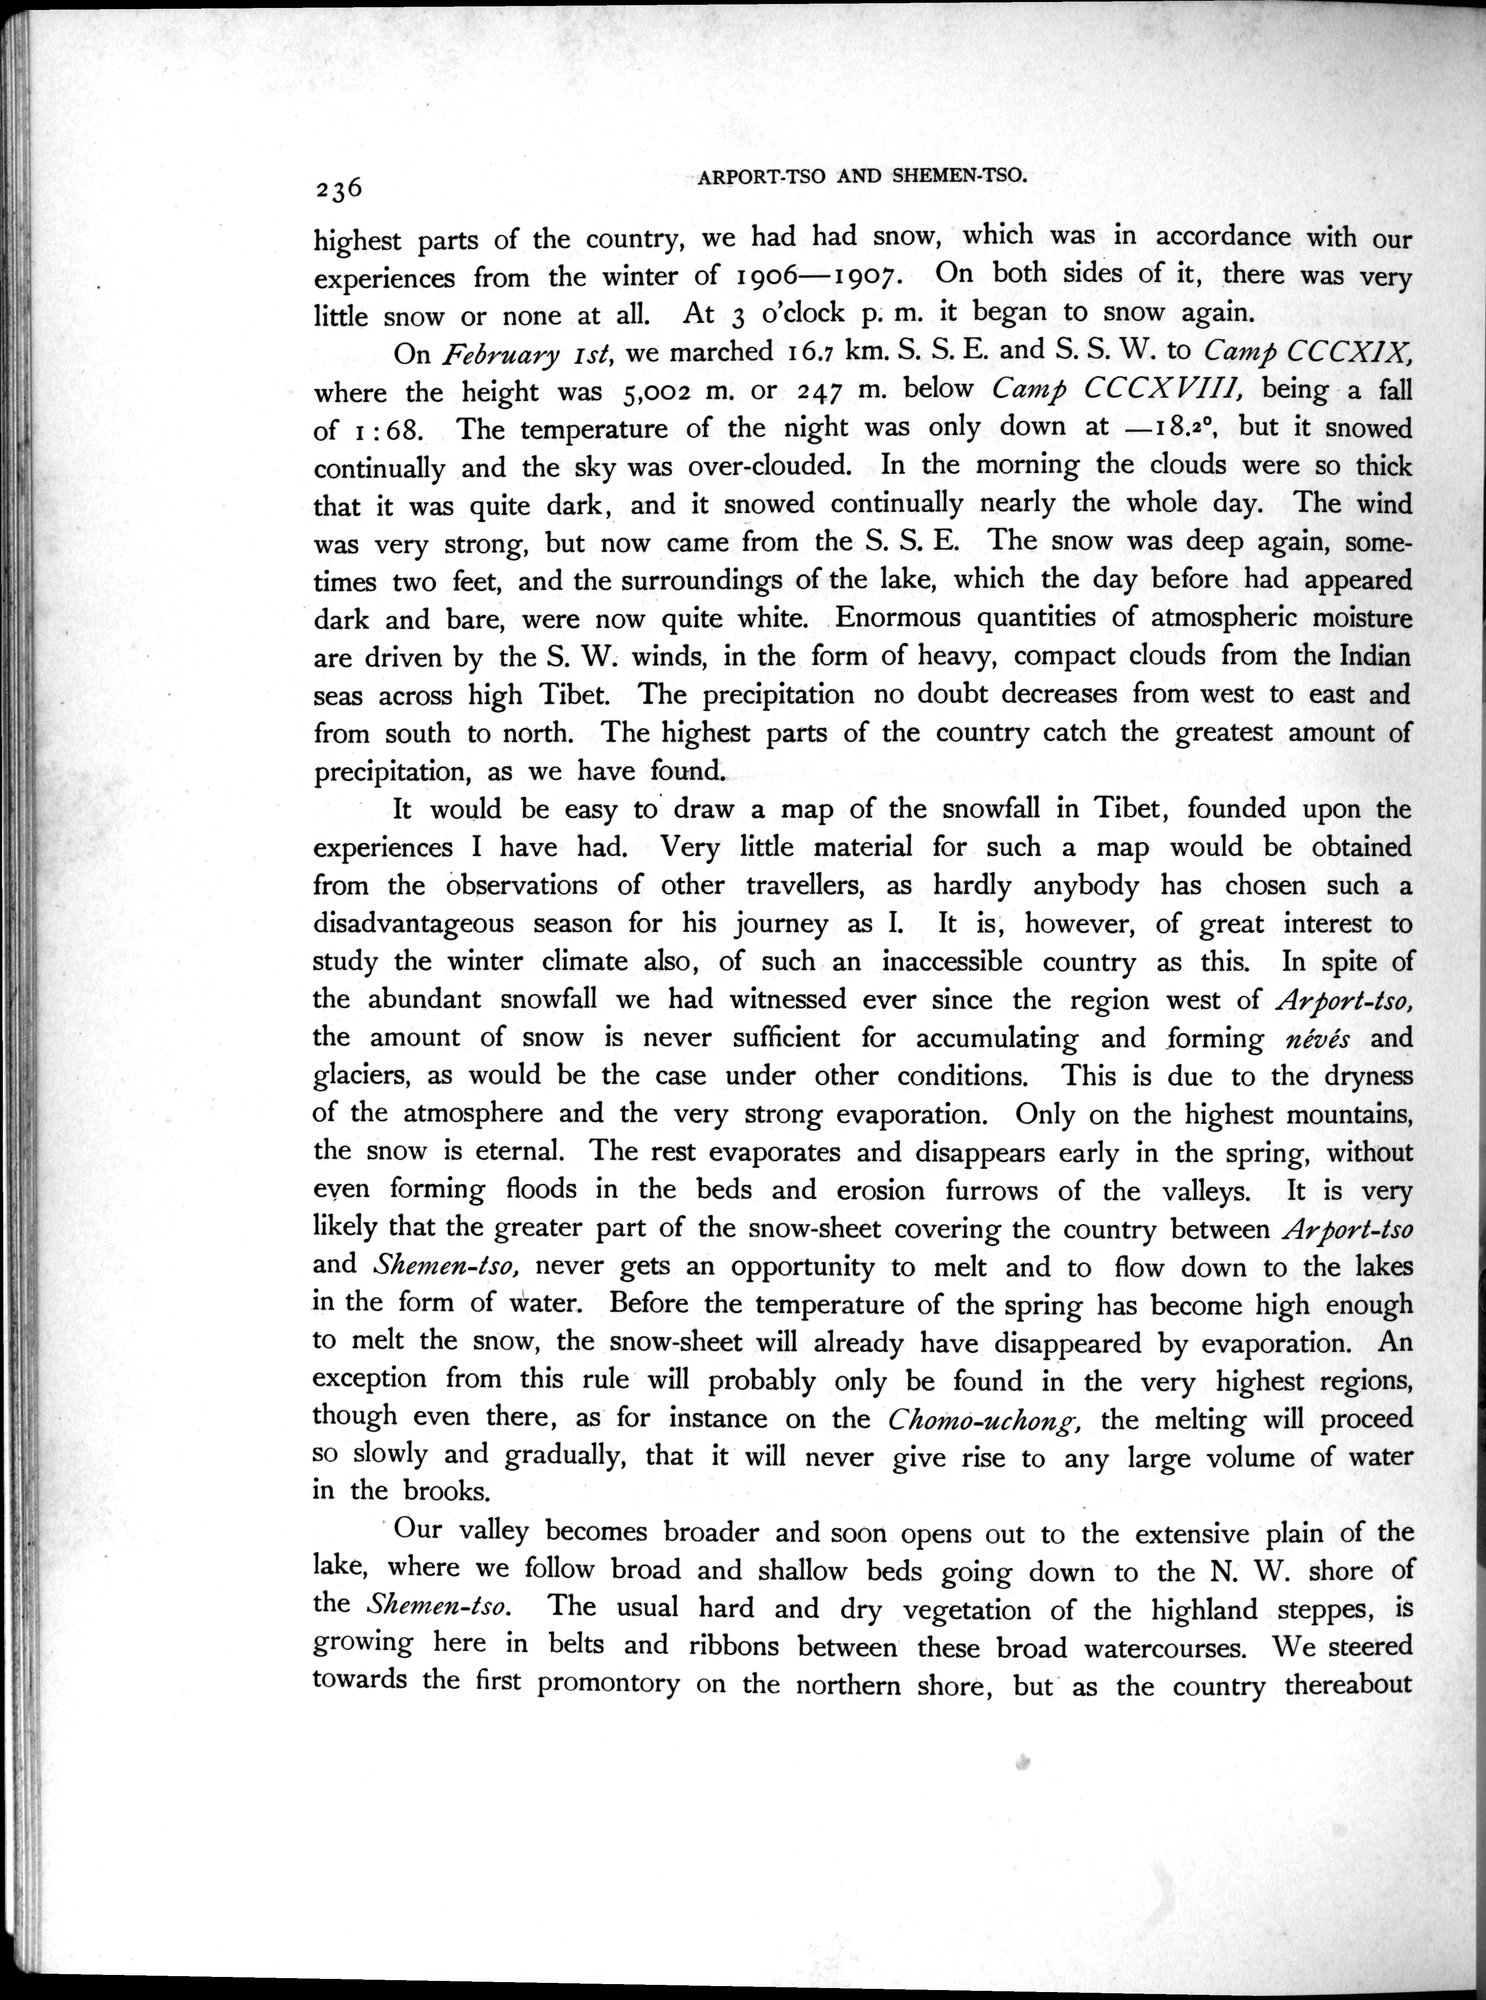 236
ARPORT-TSO AND SHEMEN-TSO.
highest parts of the country, we had had snow, which was in accordance with our
experiences from the winter of 1906—1907. On both sides of it, there was very
little snow or none at all. At 3 o'clock p. m. it began to snow again.
On February 1st, we marched 16.7 km. S. S. E. and S. S. W. to Camp CCCXIX,
where the height was 5,002 m. or 247 m. below Camp CCCXVIII, being a fall
of 1 : 68. The temperature of the night was only down at —18.2°, but it snowed
continually and the sky was over-clouded. In the morning the clouds were so thick
that it was quite dark, and it snowed continually nearly the whole day. The wind
was very strong, but now came from the S. S. E. The snow was deep again, some-
times two feet, and the surroundings of the lake, which the day before had appeared
dark and bare, were now quite white. Enormous quantities of atmospheric moisture
are driven by the S. W. winds, in the form of heavy, compact clouds from the Indian
seas across high Tibet. The precipitation no doubt decreases from west to east and
from south to north. The highest parts of the country catch the greatest amount of
precipitation, as we have found.
It would be easy to draw a map of the snowfall in Tibet, founded upon the
experiences I have had. Very little material for such a map would be obtained
from the observations of other travellers, as hardly anybody has chosen such a
disadvantageous season for his journey as I. It is, however, of great interest to
study the winter climate also, of such an inaccessible country as this. In spite of
the abundant snowfall we had witnessed ever since the region west of Arport-tso,
the amount of snow is never sufficient for accumulating and forming névés and
glaciers, as would be the case under other conditions. This is due to the dryness
of the atmosphere and the very strong evaporation. Only on the highest mountains,
the snow is eternal. The rest evaporates and disappears early in the spring, without
even forming floods in the beds and erosion furrows of the valleys. It is very
likely that the greater part of the snow-sheet covering the country between Arport-tso
and Shemen-tso, never gets an opportunity to melt and to flow down to the lakes
in the form of water. Before the temperature of the spring has become high enough
to melt the snow, the snow-sheet will already have disappeared by evaporation. An
exception from this rule will probably only be found in the very highest regions,
though even there, as for instance on the Chomo-uchong, the melting will proceed
so slowly and gradually, that it will never give rise to any large volume of water
in the brooks.
Our valley becomes broader and soon opens out to the extensive plain of the
lake, where we follow broad and shallow beds going down to the N. W. shore of
the Shemen-tso. The usual hard and dry vegetation of the highland steppes, is
growing here in belts and ribbons between these broad watercourses. We steered
towards the first promontory on the northern shore, but as the country thereabout